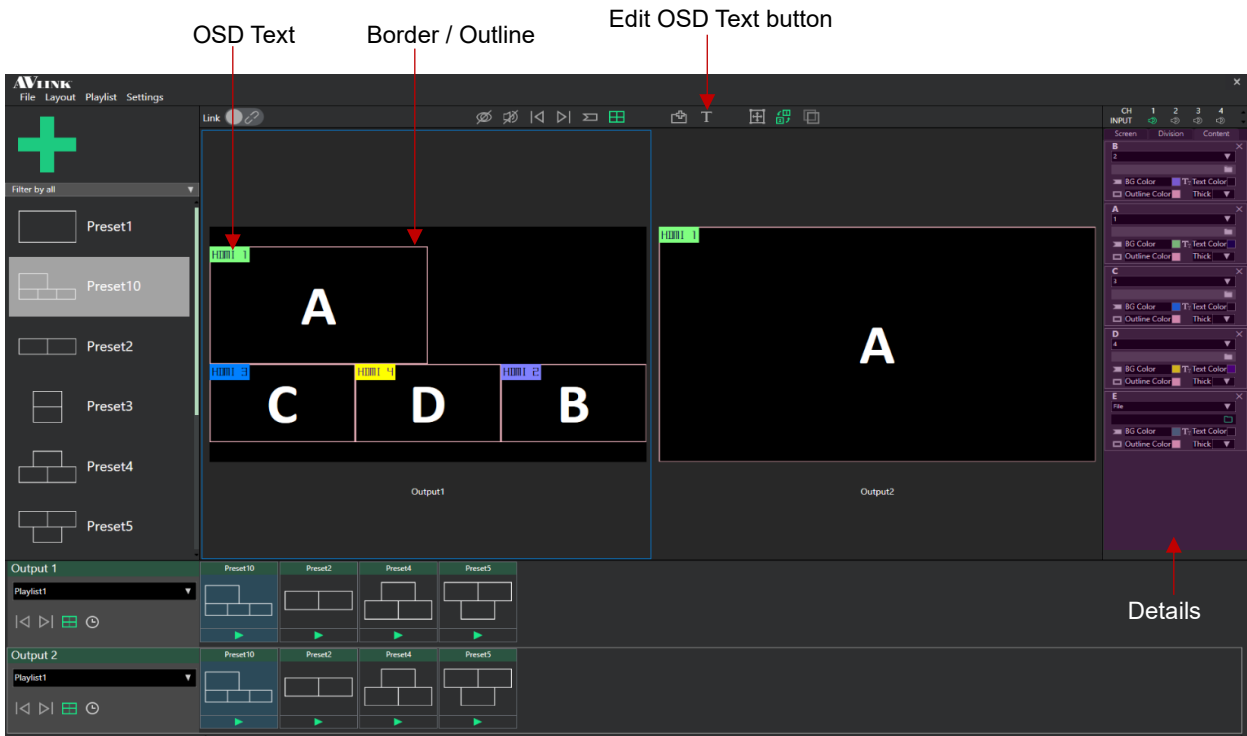 Edit OSD Text button
OSD Text
Border / Outline
AVLINK
File Layout Playlist Settings
Link
T
CH 1 2 3 4
INPUT
Screen Division Content
Filter by all
Preset1
Preset10
Preset2
Preset3
Preset4
Preset5
HDMI 1
A
HDMI 3
C
HDMI 4
D
HDMI 2
B
Output1
HDMI 1
A
Output2
B
2
BG Color T Text Color
Outline Color Thick
A
1
BG Color T Text Color
Outline Color Thick
C
3
BG Color T Text Color
Outline Color Thick
D
4
BG Color T Text Color
Outline Color Thick
E
File
BG Color T Text Color
Outline Color Thick
Details
Output 1
Playlist1
Preset10 Preset2 Preset4 Preset5
Output 2
Playlist1
Preset10 Preset2 Preset4 Preset5